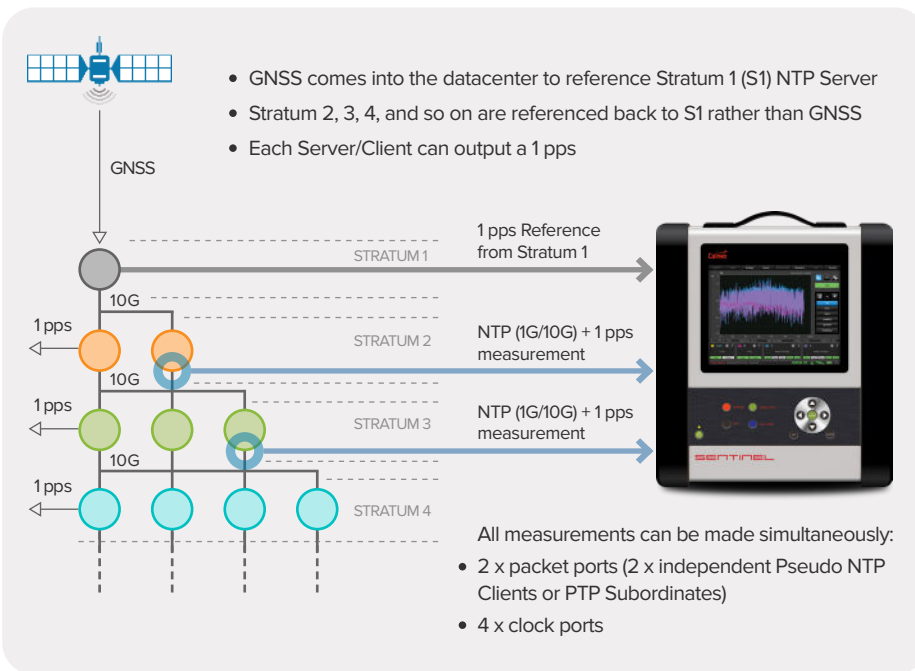 • GNSS comes into the datacenter to reference Stratum 1 (S1) NTP Server
• Stratum 2, 3, 4, and so on are referenced back to S1 rather than GNSS
• Each Server/Client can output a 1 pps
GNSS
1 pps Reference
from Stratum 1
STRATUM 1
10G
1 pps
STRATUM 2
NTP (1G/10G) + 1 pps
measurement
10G
1 pps
STRATUM 3
NTP (1G/10G) + 1 pps
measurement
10G
1 pps
STRATUM 4
Calnex
SENTINEL
All measurements can be made simultaneously:
• 2 x packet ports (2 x independent Pseudo NTP
Clients or PTP Subordinates)
• 4 x clock ports